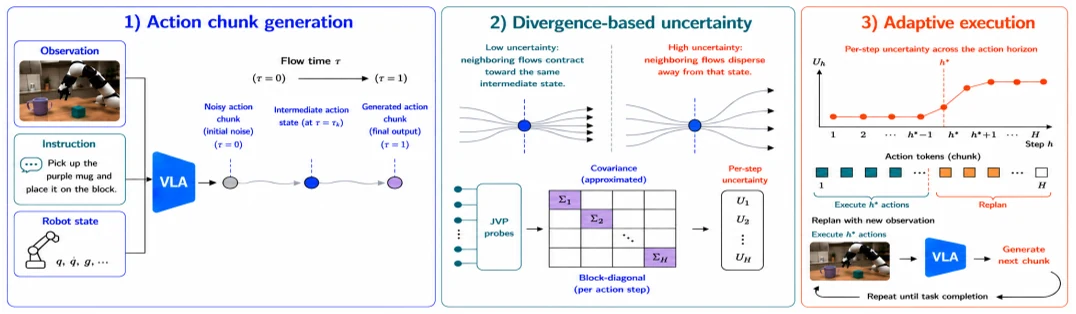 1) Action chunk generation
Observation
Instruction
Pick up the
purple mug and
place it on the block.
Robot state
q, q̇, g, ⋯
VLA
Flow time τ
(τ = 0)
(τ = 1)
Noisy action
chunk
(initial noise)
(τ = 0)
Intermediate action
state (at τ = τₖ)
Generated action
chunk
(final output)
(τ = 1)
2) Divergence-based uncertainty
Low uncertainty:
neighboring flows contract
toward the same
intermediate state.
High uncertainty:
neighboring flows disperse
away from that state.
JVP
probes
Covariance
(approximated)
Σ₁
Σ₂
⋱
Σ_H
Block-diagonal
(per action step)
Per-step
uncertainty
U₁
U₂
⋮
U_H
3) Adaptive execution
Per-step uncertainty across the action horizon
U_h
h*
1 2 ⋯ h*−1 h* h*+1 ⋯ H
Step h
Action tokens (chunk)
⋯ ⋯
1 H
Execute h* actions
Replan
Replan with new observation
Execute h* actions
VLA
Generate
next chunk
Repeat until task completion